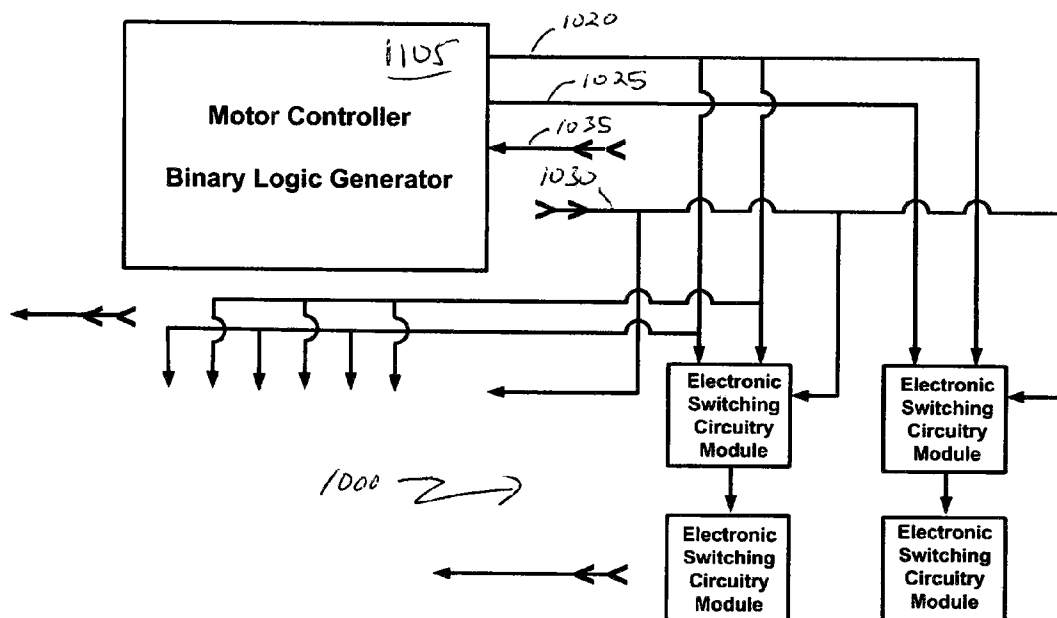 1020
1105
1025
Motor Controller
1035
Binary Logic Generator
1030
Electronic
Switching
Circuitry
Module
Electronic
Switching
Circuitry
Module
1000
Electronic
Switching
Circuitry
Module
Electronic
Switching
Circuitry
Module